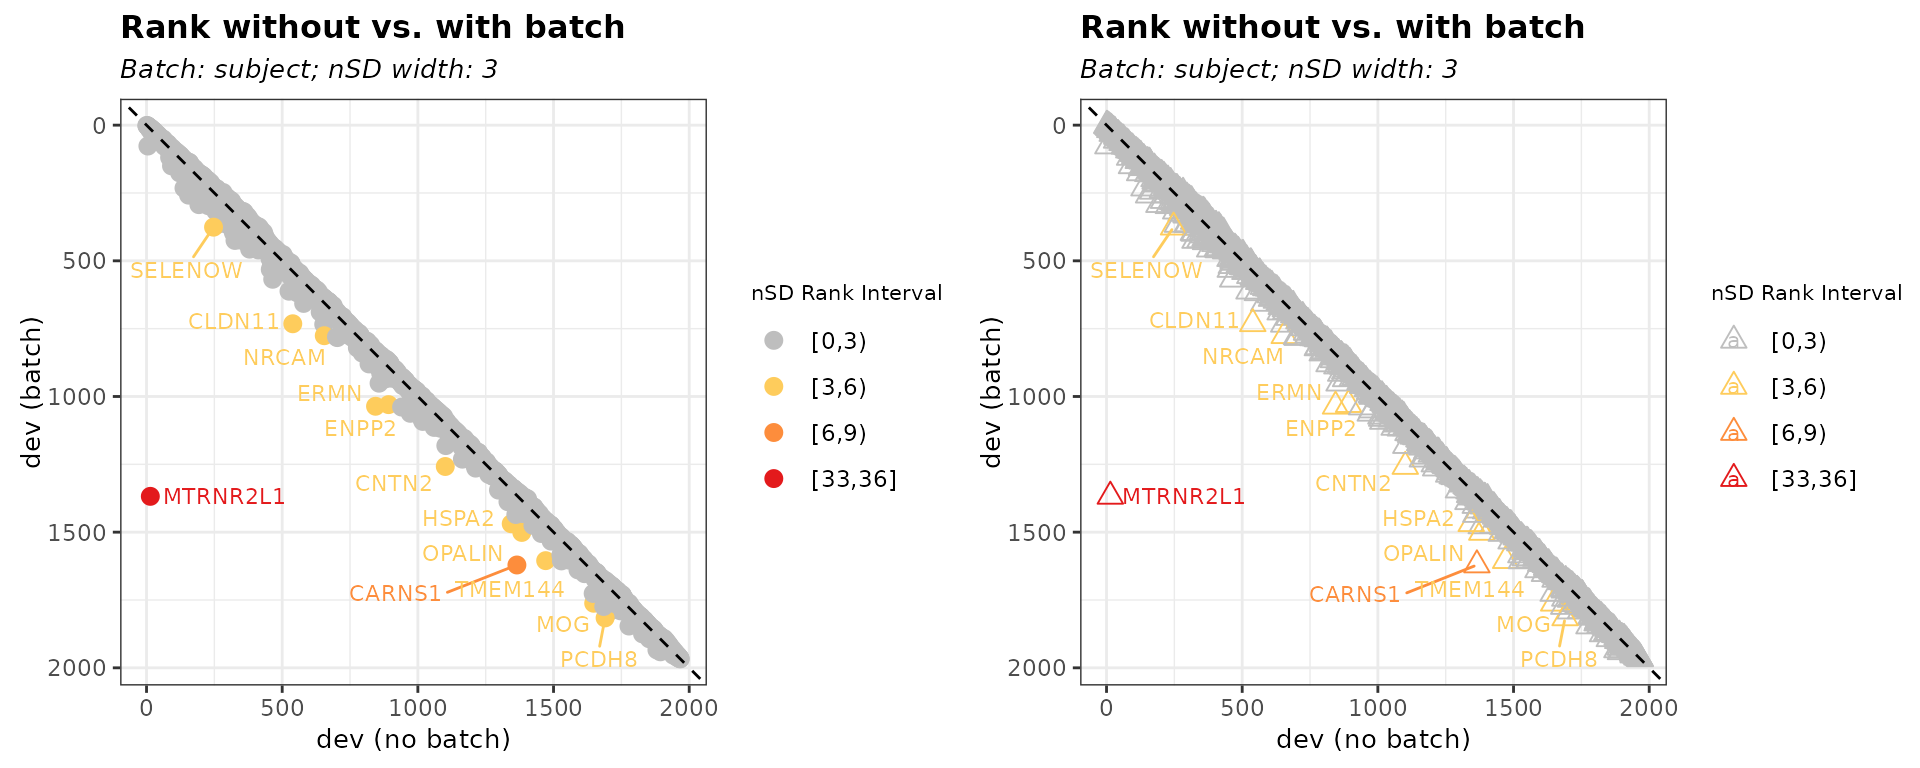 Rank without vs. with batch
Batch: subject; nSD width: 3
dev (batch)
0
500
1000
1500
2000
SELENOW
CLDN11
NRCAM
ERMN
ENPP2
CNTN2
MTRNR2L1
HSPA2
OPALIN
CARNS1
TMEM144
MOG
PCDH8
0
500
1000
1500
2000
dev (no batch)
nSD Rank Interval
[0,3)
[3,6)
[6,9)
[33,36]
Rank without vs. with batch
Batch: subject; nSD width: 3
dev (batch)
0
500
1000
1500
2000
SELENOW
CLDN11
NRCAM
ERMN
ENPP2
CNTN2
MTRNR2L1
HSPA2
OPALIN
CARNS1
TMEM144
MOG
PCDH8
0
500
1000
1500
2000
dev (no batch)
nSD Rank Interval
a [0,3)
a [3,6)
a [6,9)
a [33,36]